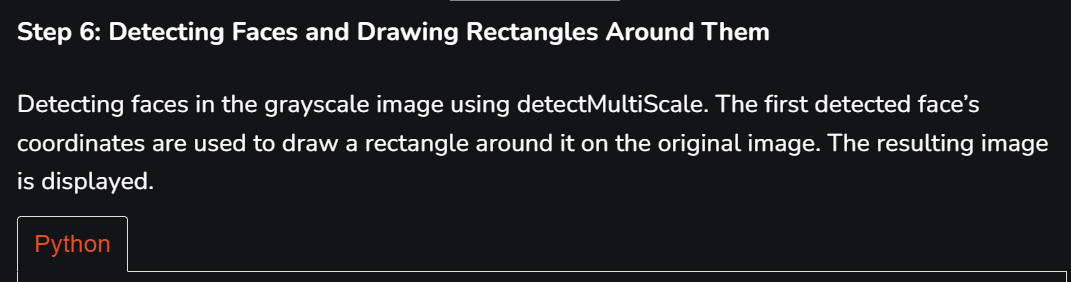 Step 6: Detecting Faces and Drawing Rectangles Around Them
Detecting faces in the grayscale image using detectMultiScale. The first detected face’s
coordinates are used to draw a rectangle around it on the original image. The resulting image
is displayed.
Python